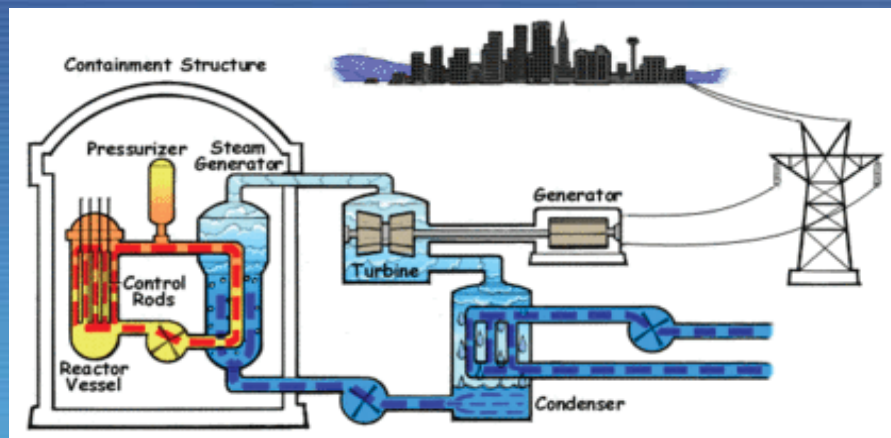 Containment Structure
Pressurizer
Steam
Generator
Control
Rods
Reactor
Vessel
Turbine
Generator
Condenser